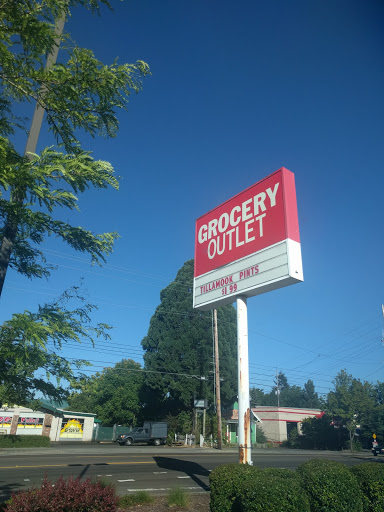 GROCERY
OUTLET
TILLAMOOK PINTS
$1.99